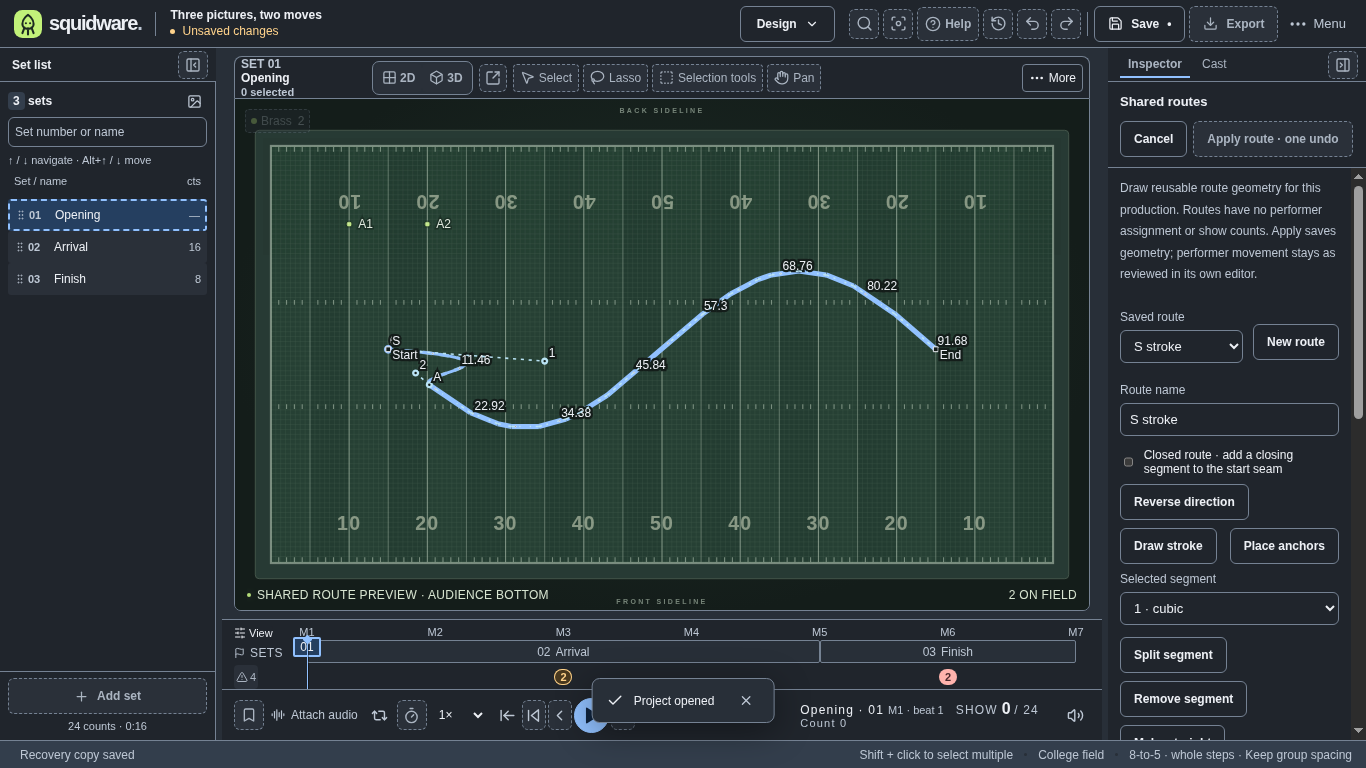 squidware.
Three pictures, two moves
Unsaved changes
Design
Help
Save •
Export
Menu
Set list
3 sets
Set number or name
↑ / ↓ navigate · Alt+↑ / ↓ move
Set / name cts
01 Opening —
02 Arrival 16
03 Finish 8
Add set
24 counts · 0:16
SET 01
Opening
0 selected
2D
3D
Select
Lasso
Selection tools
Pan
More
BACK SIDELINE
Brass 2
10 20 30 40 50 40 30 20 10
A1
A2
68.76
80.22
57.3
S
Start
91.68
End
1
11.46
2
A
45.84
22.92
34.38
10 20 30 40 50 40 30 20 10
SHARED ROUTE PREVIEW · AUDIENCE BOTTOM
FRONT SIDELINE
2 ON FIELD
View
M1 M2 M3 M4 M5 M6 M7
SETS
01
02 Arrival
03 Finish
4
2
2
Attach audio
1×
Project opened
Opening · 01 M1 · beat 1
Count 0
SHOW 0 / 24
Inspector
Cast
Shared routes
Cancel
Apply route · one undo
Draw reusable route geometry for this
production. Routes have no performer
assignment or show counts. Apply saves
geometry; performer movement stays as
reviewed in its own editor.
Saved route
S stroke
New route
Route name
S stroke
Closed route · add a closing
segment to the start seam
Reverse direction
Draw stroke
Place anchors
Selected segment
1 · cubic
Split segment
Remove segment
Recovery copy saved
Shift + click to select multiple
College field
8-to-5 · whole steps · Keep group spacing